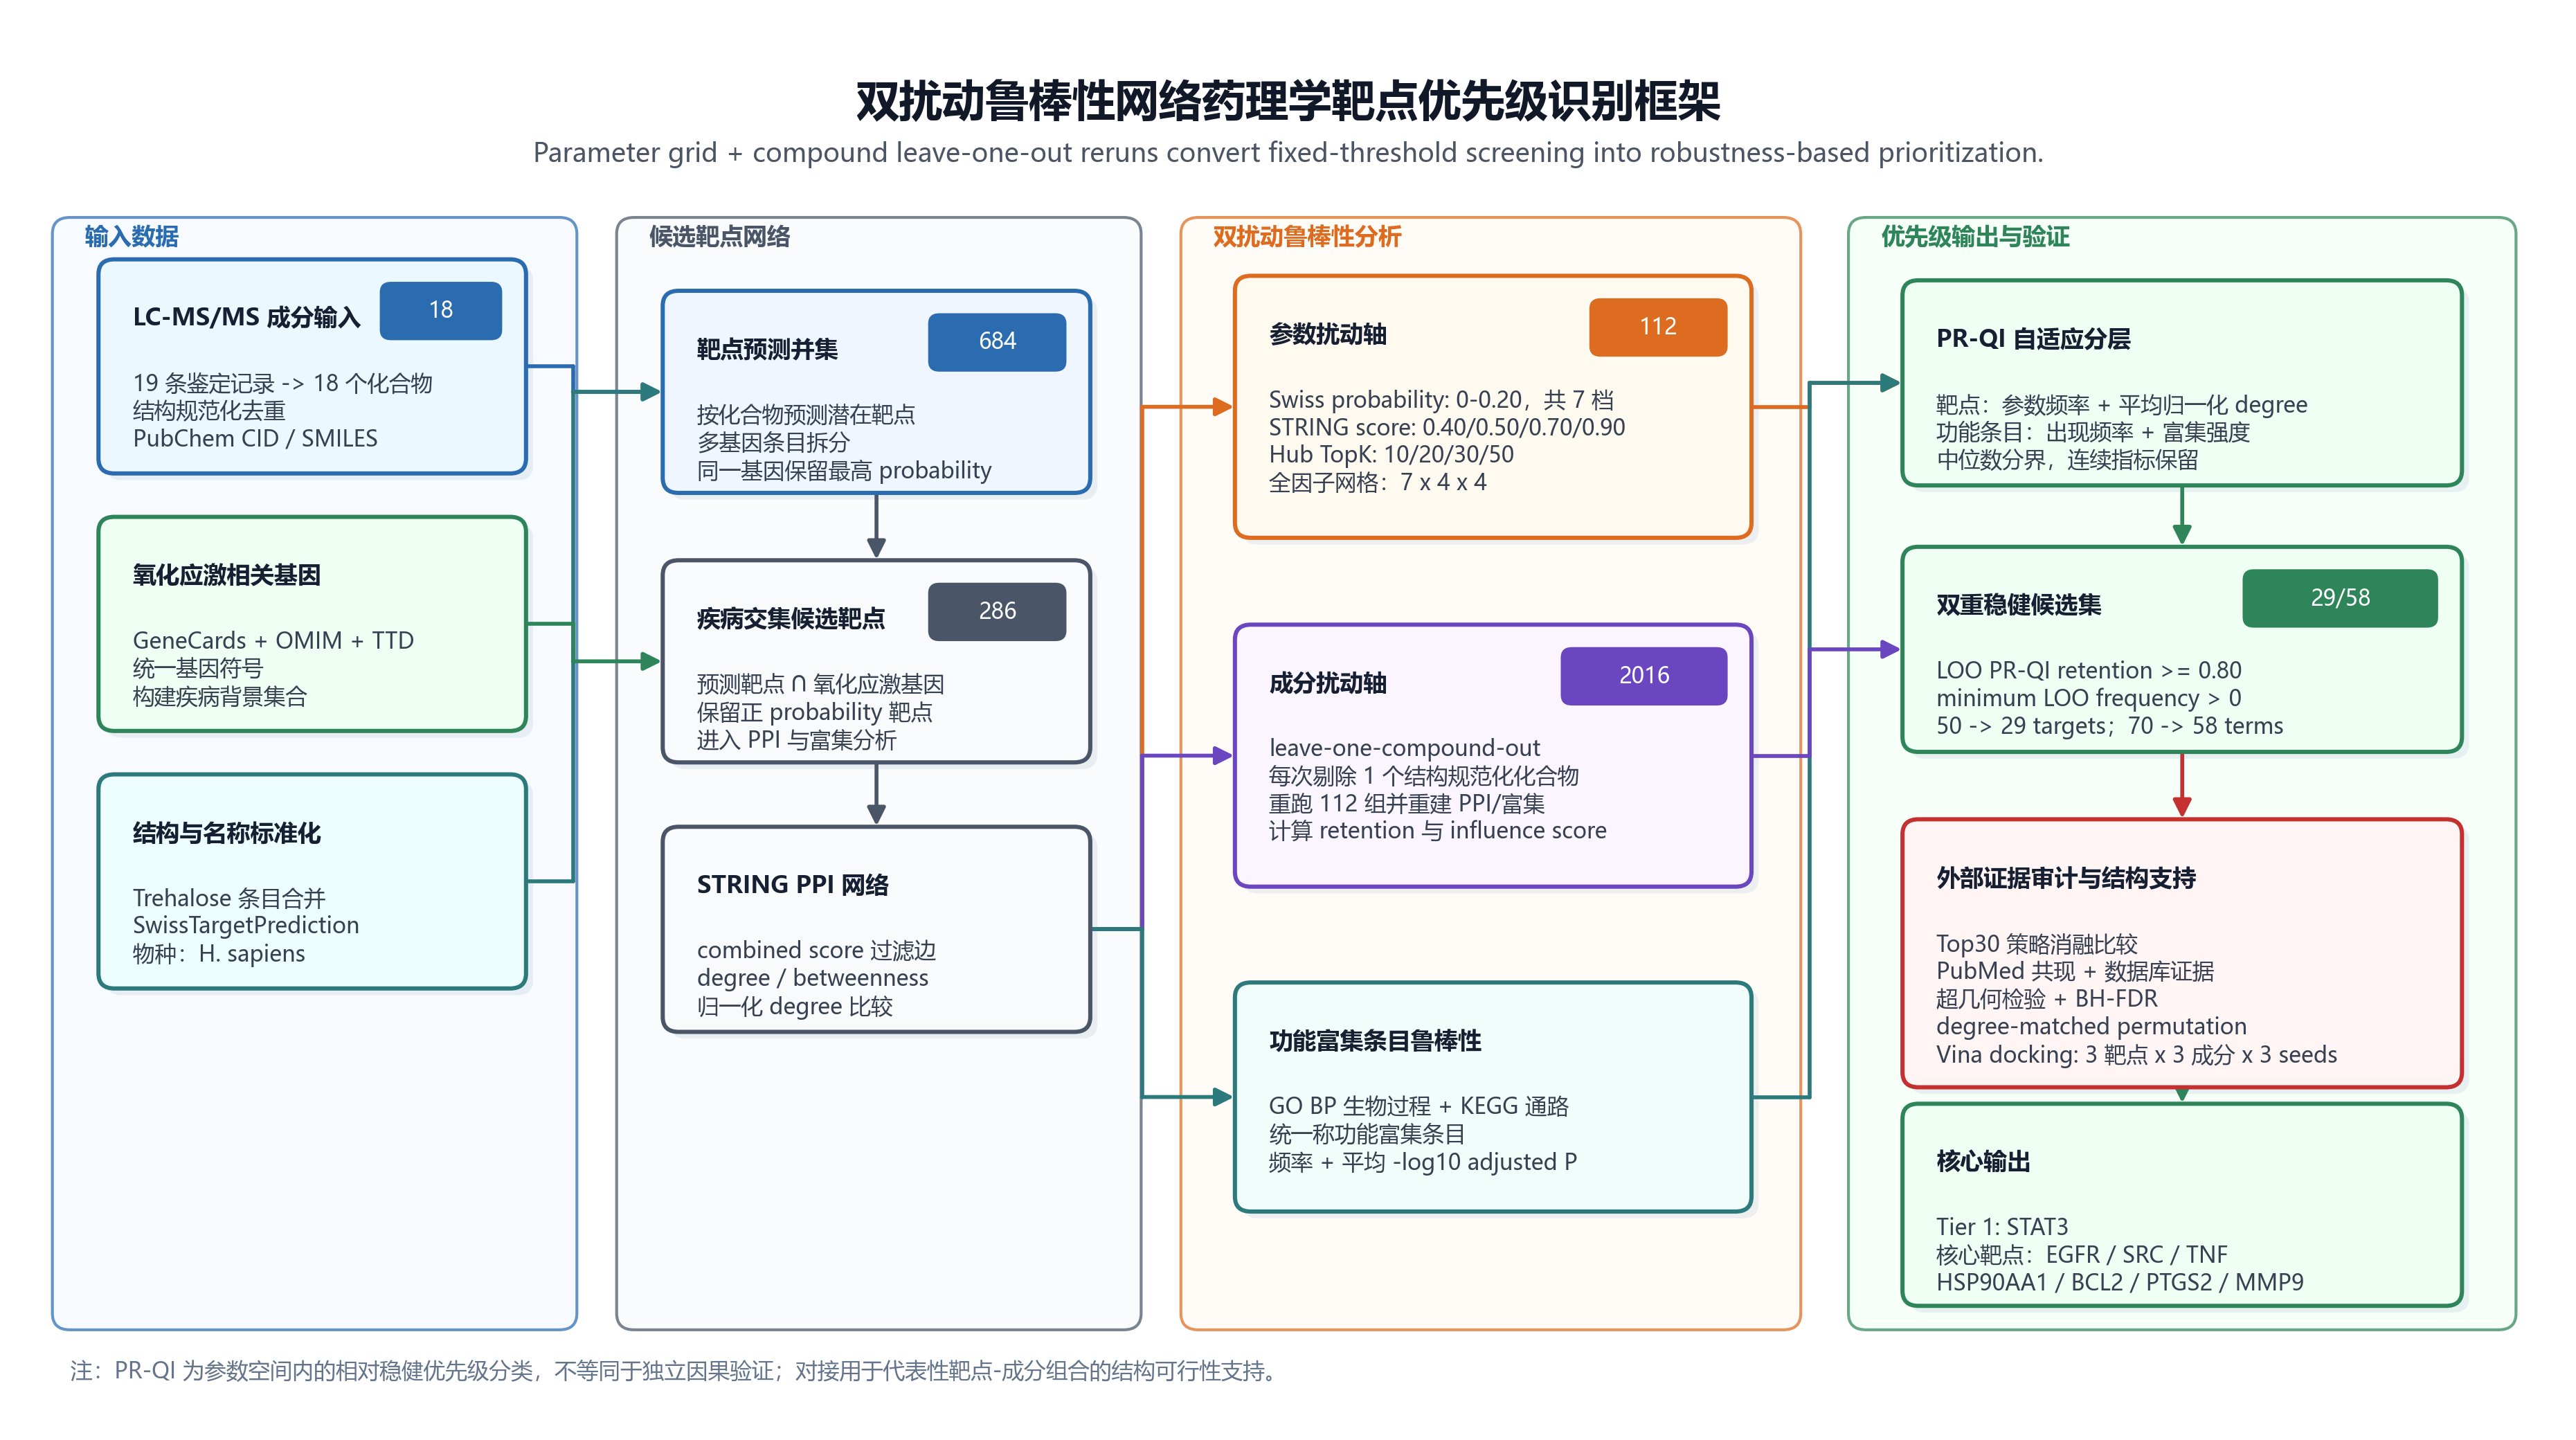 双扰动鲁棒性网络药理学靶点优先级识别框架
Parameter grid + compound leave-one-out reruns convert fixed-threshold screening into robustness-based prioritization.
输入数据
LC-MS/MS 成分输入
18
19 条鉴定记录 -> 18 个化合物
结构规范化去重
PubChem CID / SMILES
氧化应激相关基因
GeneCards + OMIM + TTD
统一基因符号
构建疾病背景集合
结构与名称标准化
Trehalose 条目合并
SwissTargetPrediction
物种：H. sapiens
候选靶点网络
靶点预测并集
684
按化合物预测潜在靶点
多基因条目拆分
同一基因保留最高 probability
疾病交集候选靶点
286
预测靶点 ∩ 氧化应激基因
保留正 probability 靶点
进入 PPI 与富集分析
STRING PPI 网络
combined score 过滤边
degree / betweenness
归一化 degree 比较
双扰动鲁棒性分析
参数扰动轴
112
Swiss probability: 0-0.20，共 7 档
STRING score: 0.40/0.50/0.70/0.90
Hub TopK: 10/20/30/50
全因子网格：7 x 4 x 4
成分扰动轴
2016
leave-one-compound-out
每次剔除 1 个结构规范化化合物
重跑 112 组并重建 PPI/富集
计算 retention 与 influence score
功能富集条目鲁棒性
GO BP 生物过程 + KEGG 通路
统一称功能富集条目
频率 + 平均 -log10 adjusted P
优先级输出与验证
PR-QI 自适应分层
靶点：参数频率 + 平均归一化 degree
功能条目：出现频率 + 富集强度
中位数分界，连续指标保留
双重稳健候选集
29/58
LOO PR-QI retention >= 0.80
minimum LOO frequency > 0
50 -> 29 targets；70 -> 58 terms
外部证据审计与结构支持
Top30 策略消融比较
PubMed 共现 + 数据库证据
超几何检验 + BH-FDR
degree-matched permutation
Vina docking: 3 靶点 x 3 成分 x 3 seeds
核心输出
Tier 1: STAT3
核心靶点：EGFR / SRC / TNF
HSP90AA1 / BCL2 / PTGS2 / MMP9
注：PR-QI 为参数空间内的相对稳健优先级分类，不等同于独立因果验证；对接用于代表性靶点-成分组合的结构可行性支持。